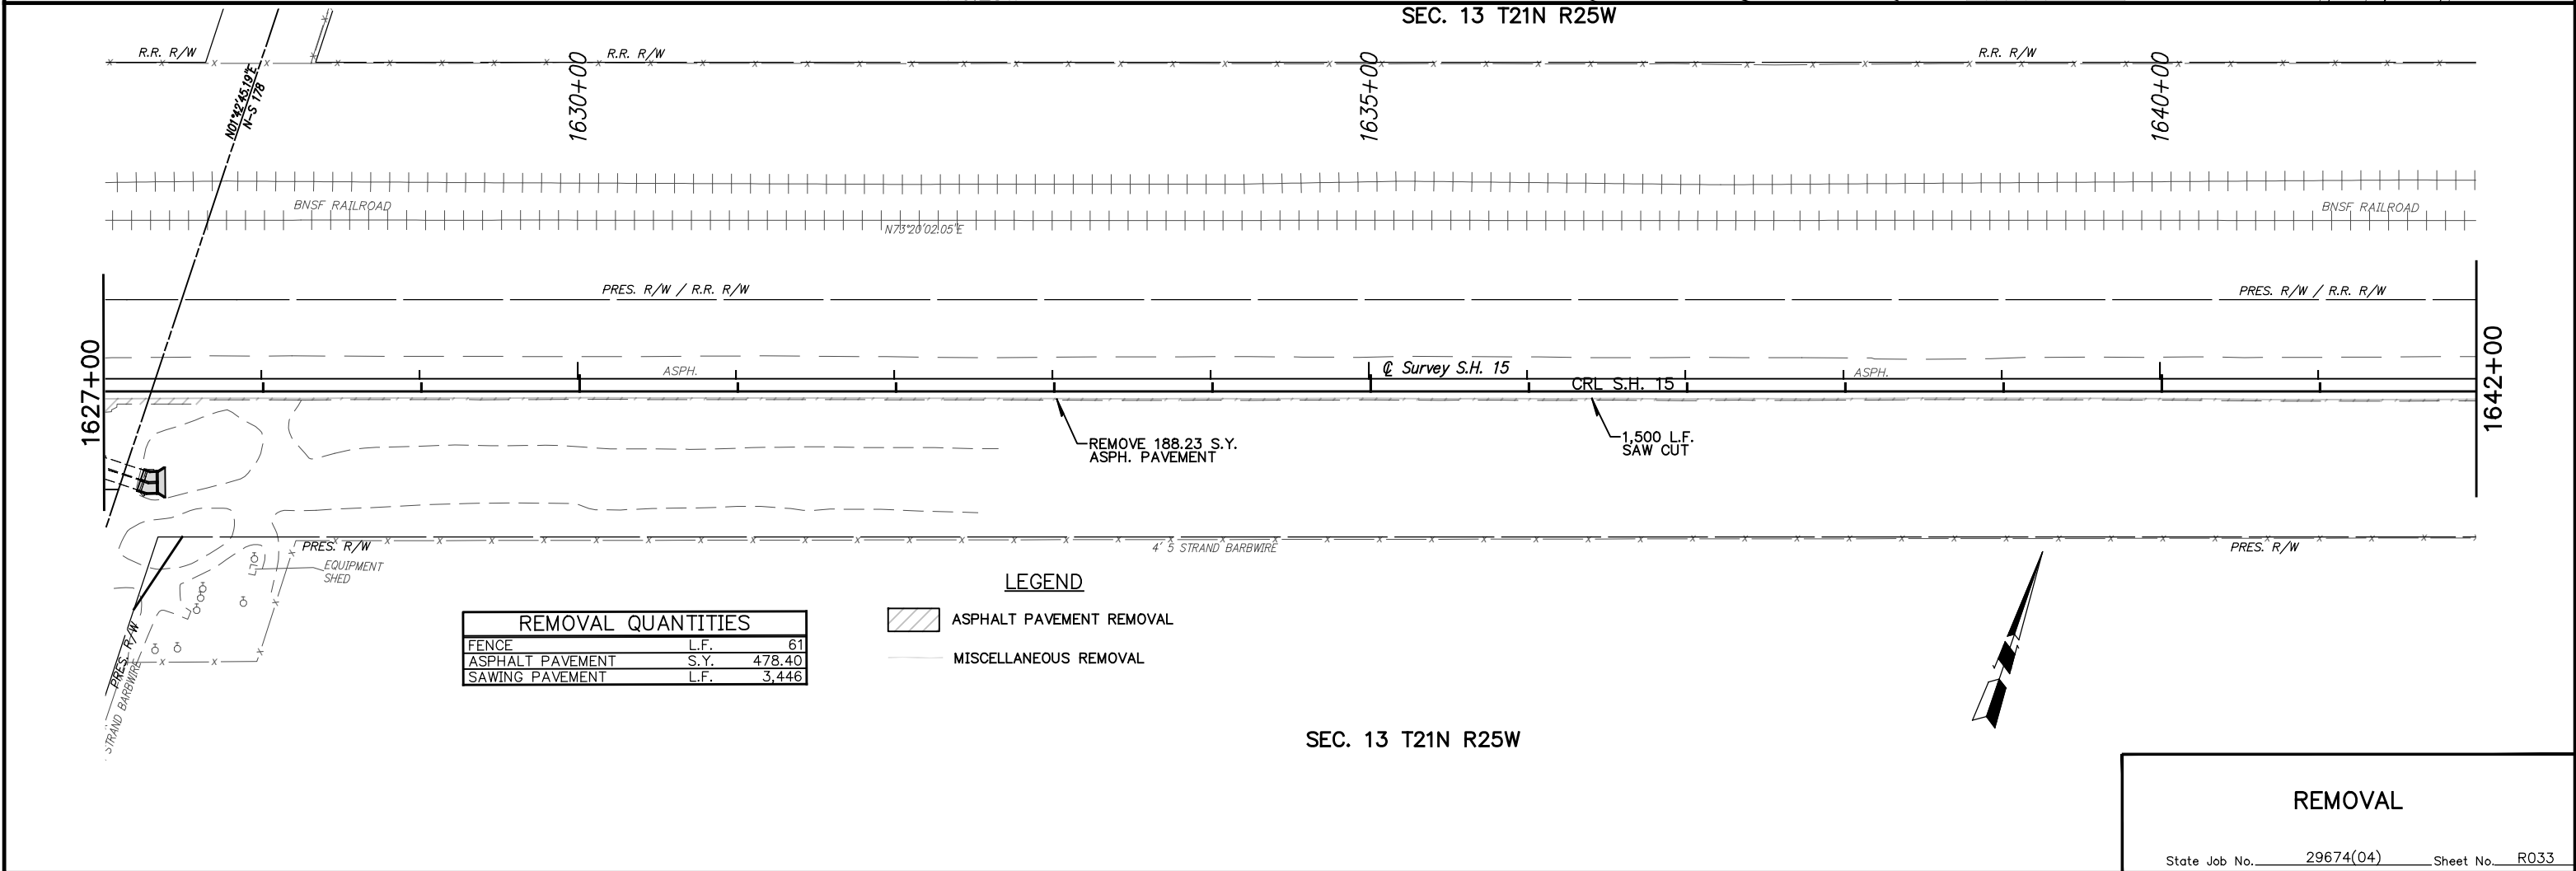 SEC. 13 T21N R25W
R.R. R/W
R.R. R/W
R.R. R/W
N01°42'45.19"E
N-S 178
1630+00
1635+00
1640+00
BNSF RAILROAD
BNSF RAILROAD
N73°20'02.05"E
PRES. R/W / R.R. R/W
PRES. R/W / R.R. R/W
1627+00
1642+00
ASPH.
℄ Survey S.H. 15
ASPH.
CRL S.H. 15
REMOVE 188.23 S.Y.
ASPH. PAVEMENT
1,500 L.F.
SAW CUT
PRES. R/W
4' 5 STRAND BARBWIRE
PRES. R/W
EQUIPMENT
SHED
PRES. R/W
STRAND BARBWIRE
LEGEND
ASPHALT PAVEMENT REMOVAL
MISCELLANEOUS REMOVAL
REMOVAL QUANTITIES
FENCE L.F. 61
ASPHALT PAVEMENT S.Y. 478.40
SAWING PAVEMENT L.F. 3,446
SEC. 13 T21N R25W
REMOVAL
State Job No. 29674(04) Sheet No. R033